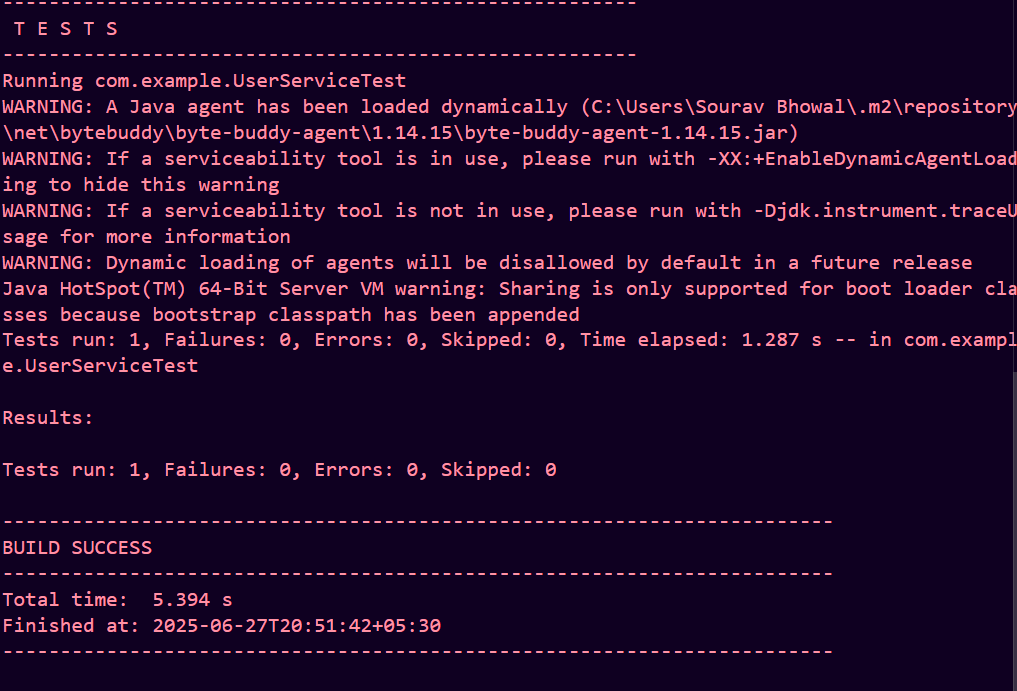 -------------------------------------------------------
 T E S T S
-------------------------------------------------------
Running com.example.UserServiceTest
WARNING: A Java agent has been loaded dynamically (C:\Users\Sourav Bhowal\.m2\repository
\net\bytebuddy\byte-buddy-agent\1.14.15\byte-buddy-agent-1.14.15.jar)
WARNING: If a serviceability tool is in use, please run with -XX:+EnableDynamicAgentLoad
ing to hide this warning
WARNING: If a serviceability tool is not in use, please run with -Djdk.instrument.traceU
sage for more information
WARNING: Dynamic loading of agents will be disallowed by default in a future release
Java HotSpot(TM) 64-Bit Server VM warning: Sharing is only supported for boot loader cla
sses because bootstrap classpath has been appended
Tests run: 1, Failures: 0, Errors: 0, Skipped: 0, Time elapsed: 1.287 s -- in com.exampl
e.UserServiceTest

Results:

Tests run: 1, Failures: 0, Errors: 0, Skipped: 0

------------------------------------------------------------------------
BUILD SUCCESS
------------------------------------------------------------------------
Total time:  5.394 s
Finished at: 2025-06-27T20:51:42+05:30
------------------------------------------------------------------------